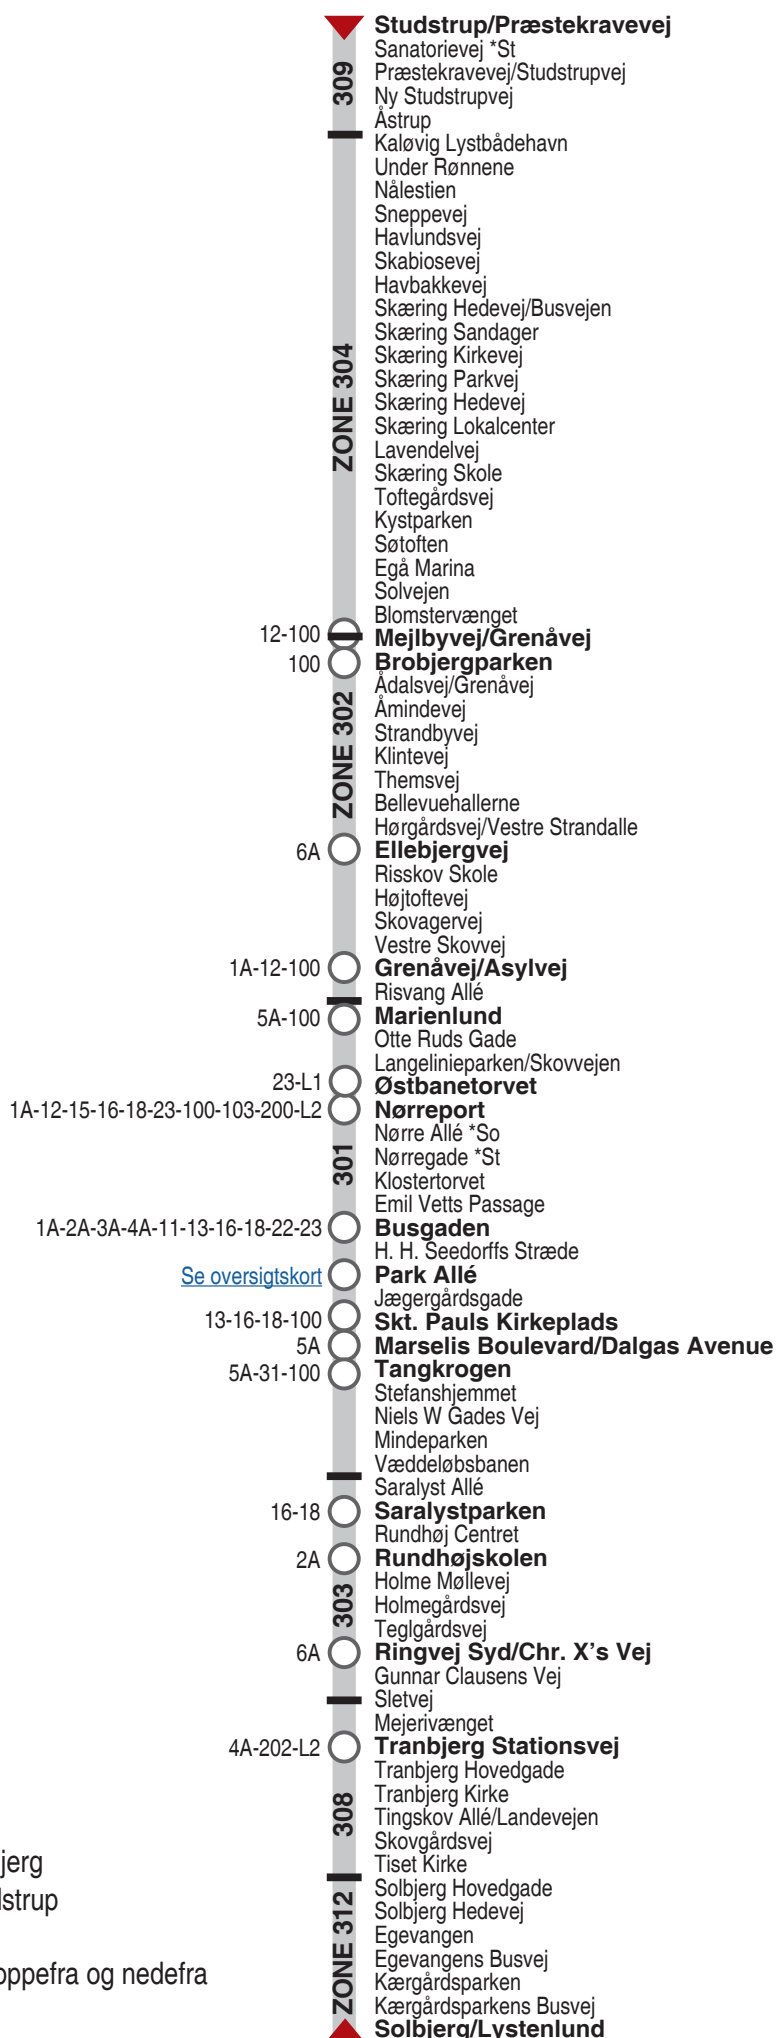 Studstrup/Præstekravevej
Sanatorievej *St
Præstekravevej/Studstrupvej
309
Ny Studstrupvej
Åstrup
Kaløvig Lystbådehavn
Under Rønnene
Nålestien
Sneppevej
Havlundsvej
Skabiosevej
Havbakkevej
Skæring Hedevej/Busvejen
Skæring Sandager
Skæring Kirkevej
Skæring Parkvej
ZONE 304
Skæring Hedevej
Skæring Lokalcenter
Lavendelvej
Skæring Skole
Toftegårdsvej
Kystparken
Søtoften
Egå Marina
Solvejen
Blomstervænget
12-100 Mejlbyvej/Grenåvej
100 Brobjergparken
Ådalsvej/Grenåvej
Åmindevej
Strandbyvej
ZONE 302
Klintevej
Themsvej
Bellevuehallerne
Hørgårdsvej/Vestre Strandalle
6A Ellebjergvej
Risskov Skole
Højtoftevej
Skovagervej
Vestre Skovvej
1A-12-100 Grenåvej/Asylvej
Risvang Allé
5A-100 Marienlund
Otte Ruds Gade
Langelinieparken/Skovvejen
23-L1 Østbanetorvet
1A-12-15-16-18-23-100-103-200-L2 Nørreport
Nørre Allé *So
Nørregade *St
301
Klostertorvet
Emil Vetts Passage
1A-2A-3A-4A-11-13-16-18-22-23 Busgaden
H. H. Seedorffs Stræde
Se oversigtskort Park Allé
Jægergårdsgade
13-16-18-100 Skt. Pauls Kirkeplads
5A Marselis Boulevard/Dalgas Avenue
5A-31-100 Tangkrogen
Stefanshjemmet
Niels W Gades Vej
Mindeparken
Væddeløbsbanen
Saralyst Allé
16-18 Saralystparken
Rundhøj Centret
2A Rundhøjskolen
Holme Møllevej
303
Holmegårdsvej
Teglgårdsvej
6A Ringvej Syd/Chr. X's Vej
Gunnar Clausens Vej
Sletvej
Mejerivænget
4A-202-L2 Tranbjerg Stationsvej
Tranbjerg Hovedgade
Tranbjerg Kirke
308
Tingskov Allé/Landevejen
Skovgårdsvej
jerg
Tiset Kirke
Solbjerg Hovedgade
lstrup
Solbjerg Hedevej
Egevangen
ZONE 312
Egevangens Busvej
oppefra og nedefra
Kærgårdsparken
Kærgårdsparkens Busvej
Solbjerg/Lystenlund